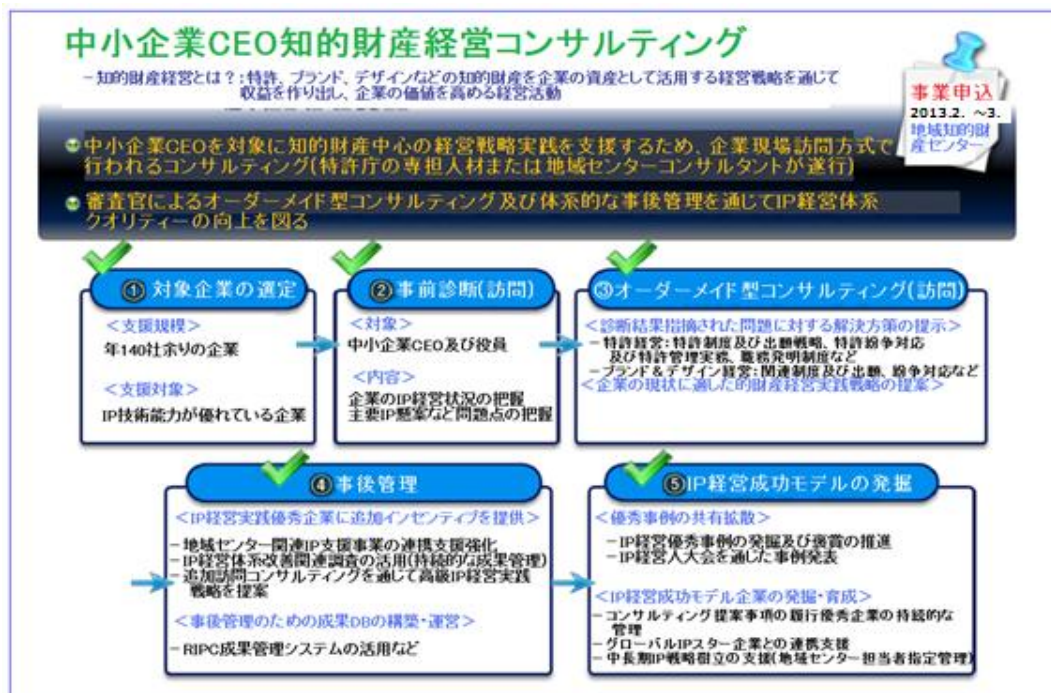 中小企業CEO知的財産経営コンサルティング
－知的財産経営とは？：特許、ブランド、デザインなどの知的財産を企業の資産として活用する経営戦略を通じて
収益を作り出し、企業の価値を高める経営活動
事業申込
2013.2. ～3.
地域知的財
産センター
中小企業CEOを対象に知的財産中心の経営戦略実践を支援するため、企業現場訪問方式で
行われるコンサルティング(特許庁の専担人材または地域センターコンサルタントが遂行)
審査官によるオーダーメイド型コンサルティング及び体系的な事後管理を通じてIP経営体系
クオリティーの向上を図る
① 対象企業の選定
＜支援規模＞
年140社余りの企業
＜支援対象＞
IP技術能力が優れている企業
② 事前診断(訪問)
＜対象＞
中小企業CEO及び役員
＜内容＞
企業のIP経営状況の把握
主要IP懸案など問題点の把握
③オーダーメイド型コンサルティング(訪問)
＜診断結果指摘された問題に対する解決方策の提示＞
－特許経営：特許制度及び出願戦略、特許紛争対応
及び特許管理実務、職務発明制度など
－ブランド＆デザイン経営：関連制度及び出願、紛争対応など
＜企業の現状に適した的財産経営実践戦略の提案＞
④ 事後管理
＜IP経営実践優秀企業に追加インセンティブを提供＞
－地域センター関連IP支援事業の連携支援強化
－IP経営体系改善関連調査の活用(持続的な成果管理)
－追加訪問コンサルティングを通じて高級IP経営実践
戦略を提案
＜事後管理のための成果DBの構築・運営＞
－RIPC成果管理システムの活用など
⑤IP経営成功モデルの発掘
＜優秀事例の共有拡散＞
－IP経営優秀事例の発掘及び褒賞の推進
－IP経営人大会を通じた事例発表
＜IP経営成功モデル企業の発掘・育成＞
－コンサルティング提案事項の履行優秀企業の持続的な
管理
－グローバルIPスター企業との連携支援
－中長期IP戦略樹立の支援(地域センター担当者指定管理)